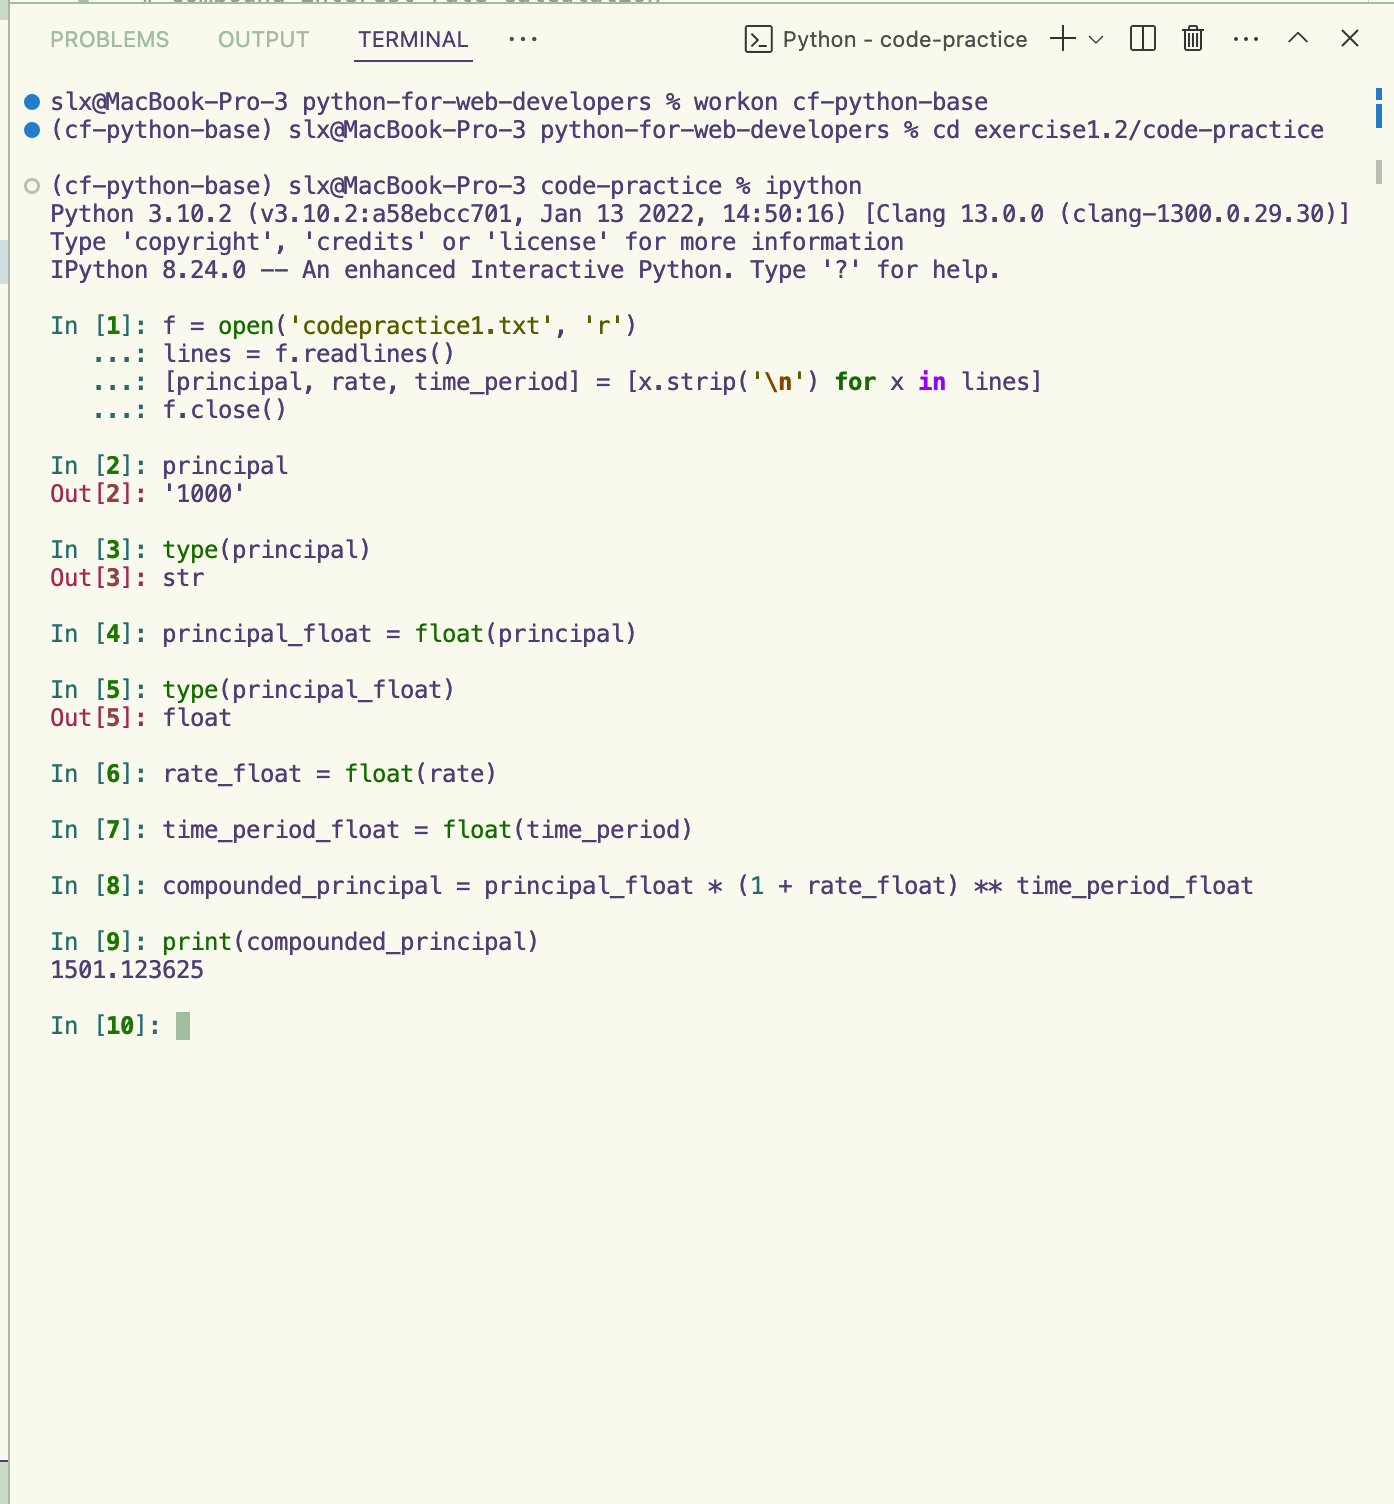 PROBLEMS OUTPUT TERMINAL ··· Python - code-practice
slx@MacBook-Pro-3 python-for-web-developers % workon cf-python-base
(cf-python-base) slx@MacBook-Pro-3 python-for-web-developers % cd exercise1.2/code-practice
(cf-python-base) slx@MacBook-Pro-3 code-practice % ipython
Python 3.10.2 (v3.10.2:a58ebcc701, Jan 13 2022, 14:50:16) [Clang 13.0.0 (clang-1300.0.29.30)]
Type 'copyright', 'credits' or 'license' for more information
IPython 8.24.0 -- An enhanced Interactive Python. Type '?' for help.
In [1]: f = open('codepractice1.txt', 'r')
...: lines = f.readlines()
...: [principal, rate, time_period] = [x.strip('\n') for x in lines]
...: f.close()
In [2]: principal
Out[2]: '1000'
In [3]: type(principal)
Out[3]: str
In [4]: principal_float = float(principal)
In [5]: type(principal_float)
Out[5]: float
In [6]: rate_float = float(rate)
In [7]: time_period_float = float(time_period)
In [8]: compounded_principal = principal_float * (1 + rate_float) ** time_period_float
In [9]: print(compounded_principal)
1501.123625
In [10]: